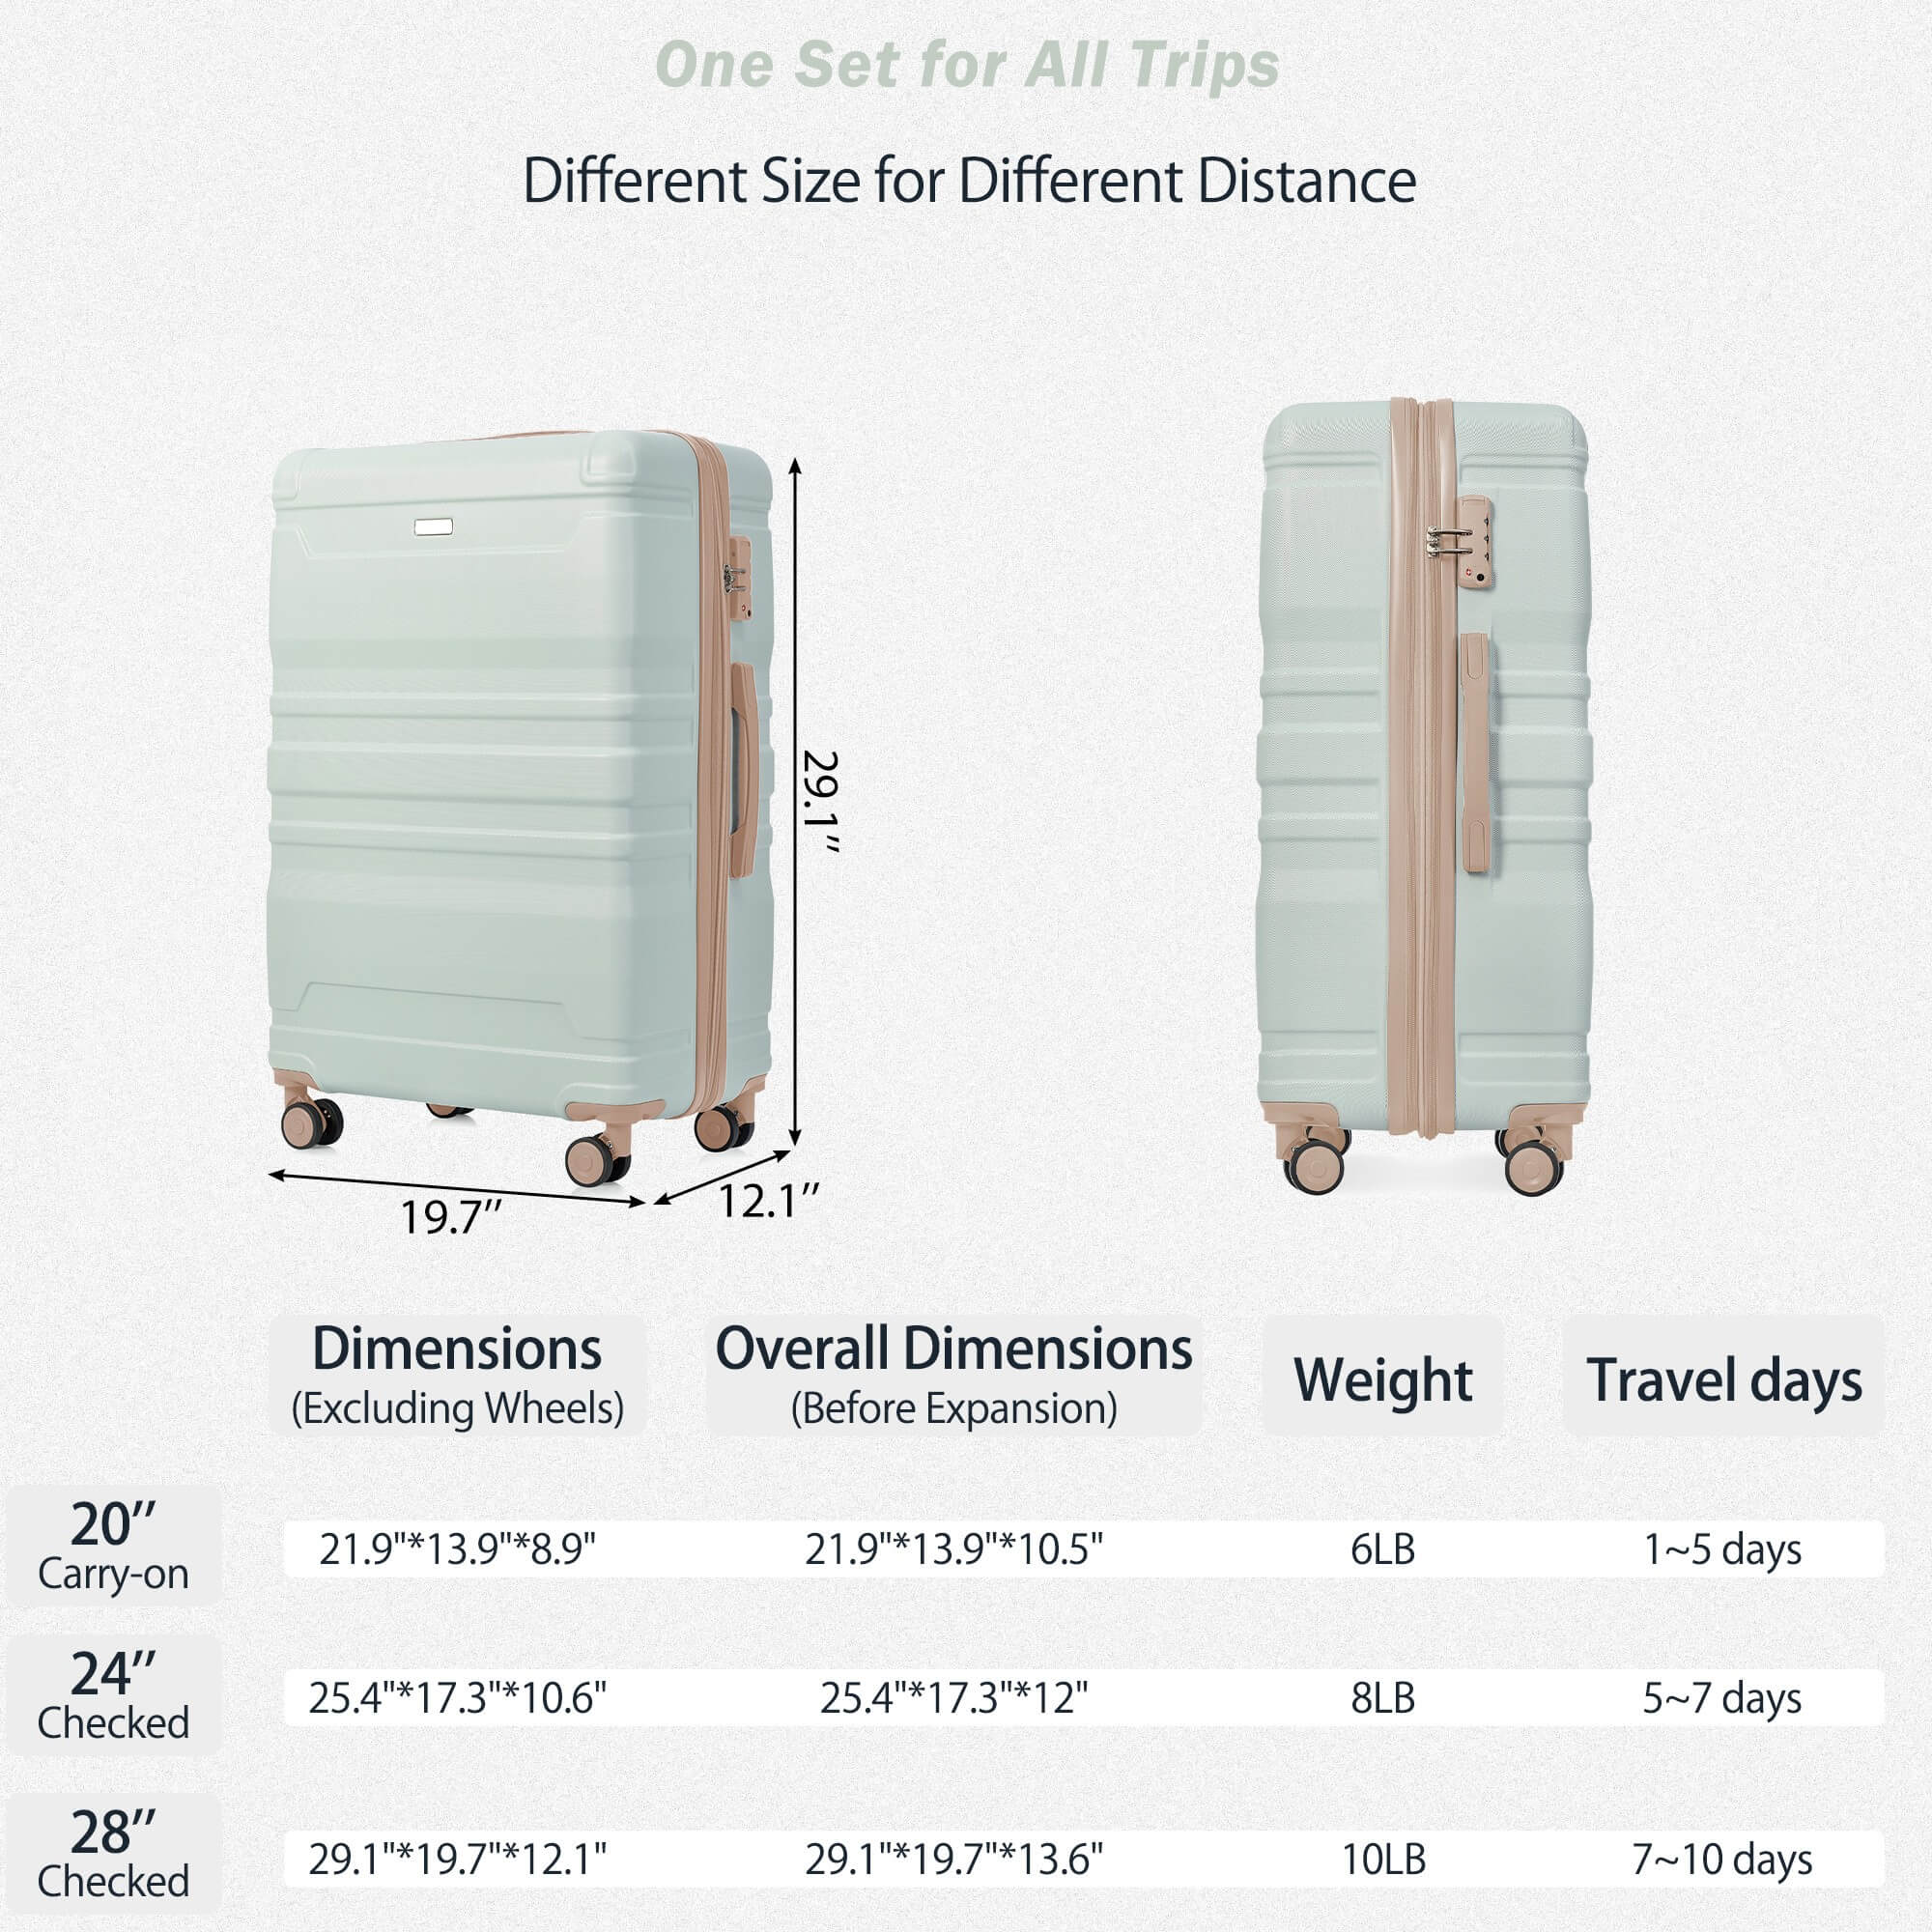 One Set for All Trips
Different Size for Different Distance
29.1’’
19.7’’
12.1’’
Dimensions
(Excluding Wheels)
Overall Dimensions
(Before Expansion)
Weight
Travel days
20’’
Carry-on
21.9"*13.9"*8.9" 21.9"*13.9"*10.5" 6LB 1~5 days
24’’
Checked
25.4"*17.3"*10.6" 25.4"*17.3"*12" 8LB 5~7 days
28’’
Checked
29.1"*19.7"*12.1" 29.1"*19.7"*13.6" 10LB 7~10 days